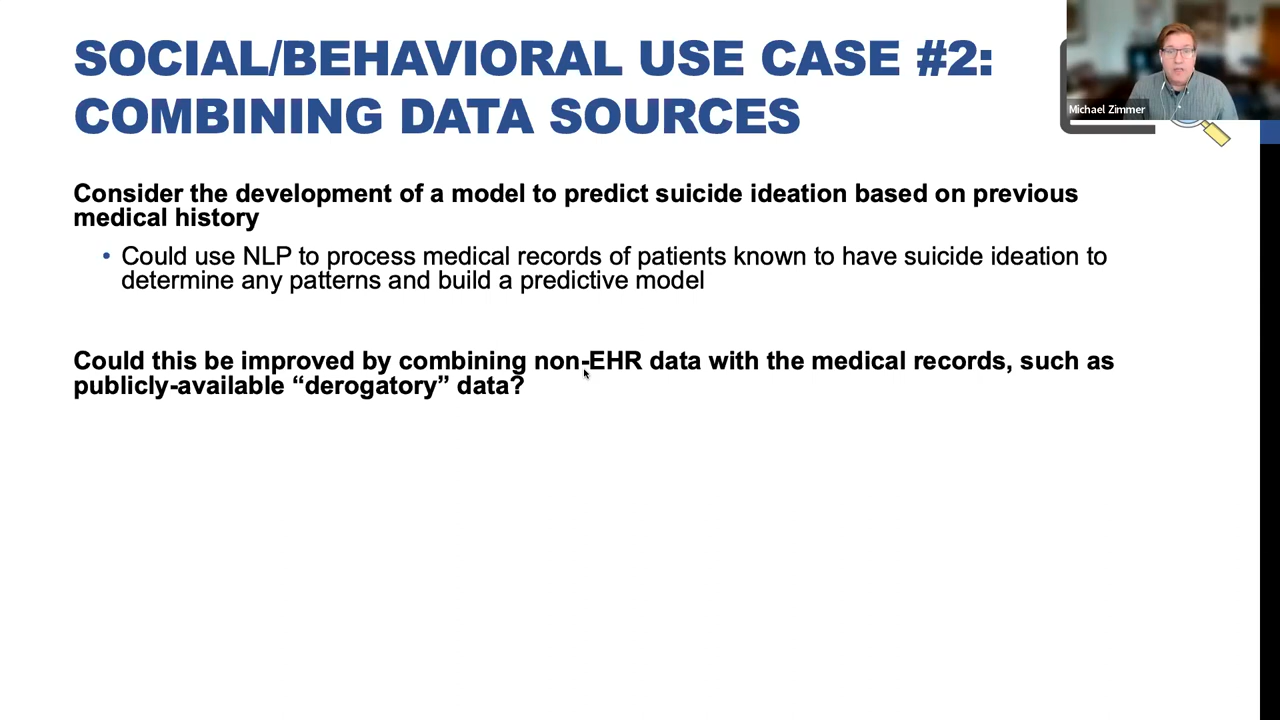 SOCIAL/BEHAVIORAL USE CASE #2:
COMBINING DATA SOURCES
Michael Zimmer
Consider the development of a model to predict suicide ideation based on previous
medical history
• Could use NLP to process medical records of patients known to have suicide ideation to
determine any patterns and build a predictive model
Could this be improved by combining non-EHR data with the medical records, such as
publicly-available “derogatory” data?